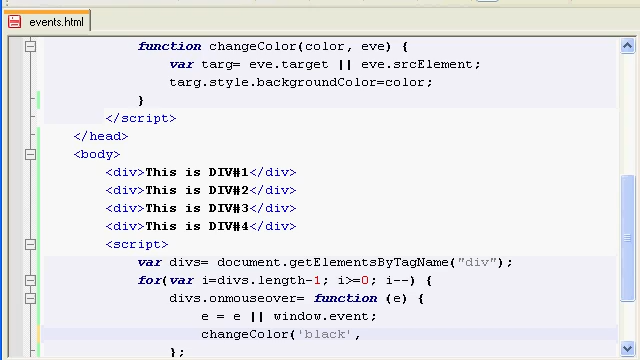 events.html
function changeColor(color, eve) {
var targ= eve.target || eve.srcElement;
targ.style.backgroundColor=color;
}
</script>
</head>
<body>
<div>This is DIV#1</div>
<div>This is DIV#2</div>
<div>This is DIV#3</div>
<div>This is DIV#4</div>
<script>
var divs= document.getElementsByTagName("div");
for(var i=divs.length-1; i>=0; i--) {
divs.onmouseover= function (e) {
e = e || window.event;
changeColor('black',
};